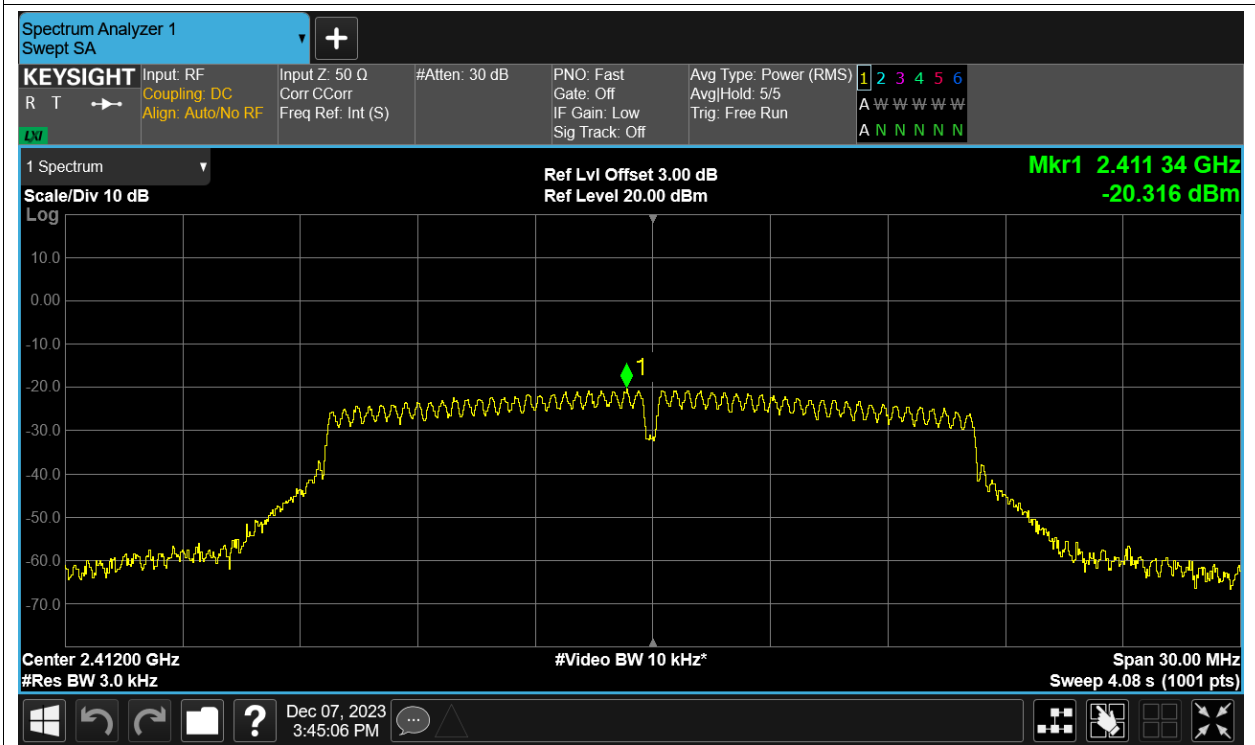 Spectrum Analyzer 1
Swept SA
KEYSIGHT
R T
LXI
Input: RF
Coupling: DC
Align: Auto/No RF
Input Z: 50 Ω
Corr CCorr
Freq Ref: Int (S)
#Atten: 30 dB
PNO: Fast
Gate: Off
IF Gain: Low
Sig Track: Off
Avg Type: Power (RMS)
Avg|Hold: 5/5
Trig: Free Run
1 2 3 4 5 6
A W W W W W
A N N N N N
1 Spectrum
Scale/Div 10 dB
Log
Ref Lvl Offset 3.00 dB
Ref Level 20.00 dBm
Mkr1 2.411 34 GHz
-20.316 dBm
10.0
0.00
-10.0
-20.0
-30.0
-40.0
-50.0
-60.0
-70.0
1
Center 2.41200 GHz
#Res BW 3.0 kHz
#Video BW 10 kHz*
Span 30.00 MHz
Sweep 4.08 s (1001 pts)
?
Dec 07, 2023
3:45:06 PM